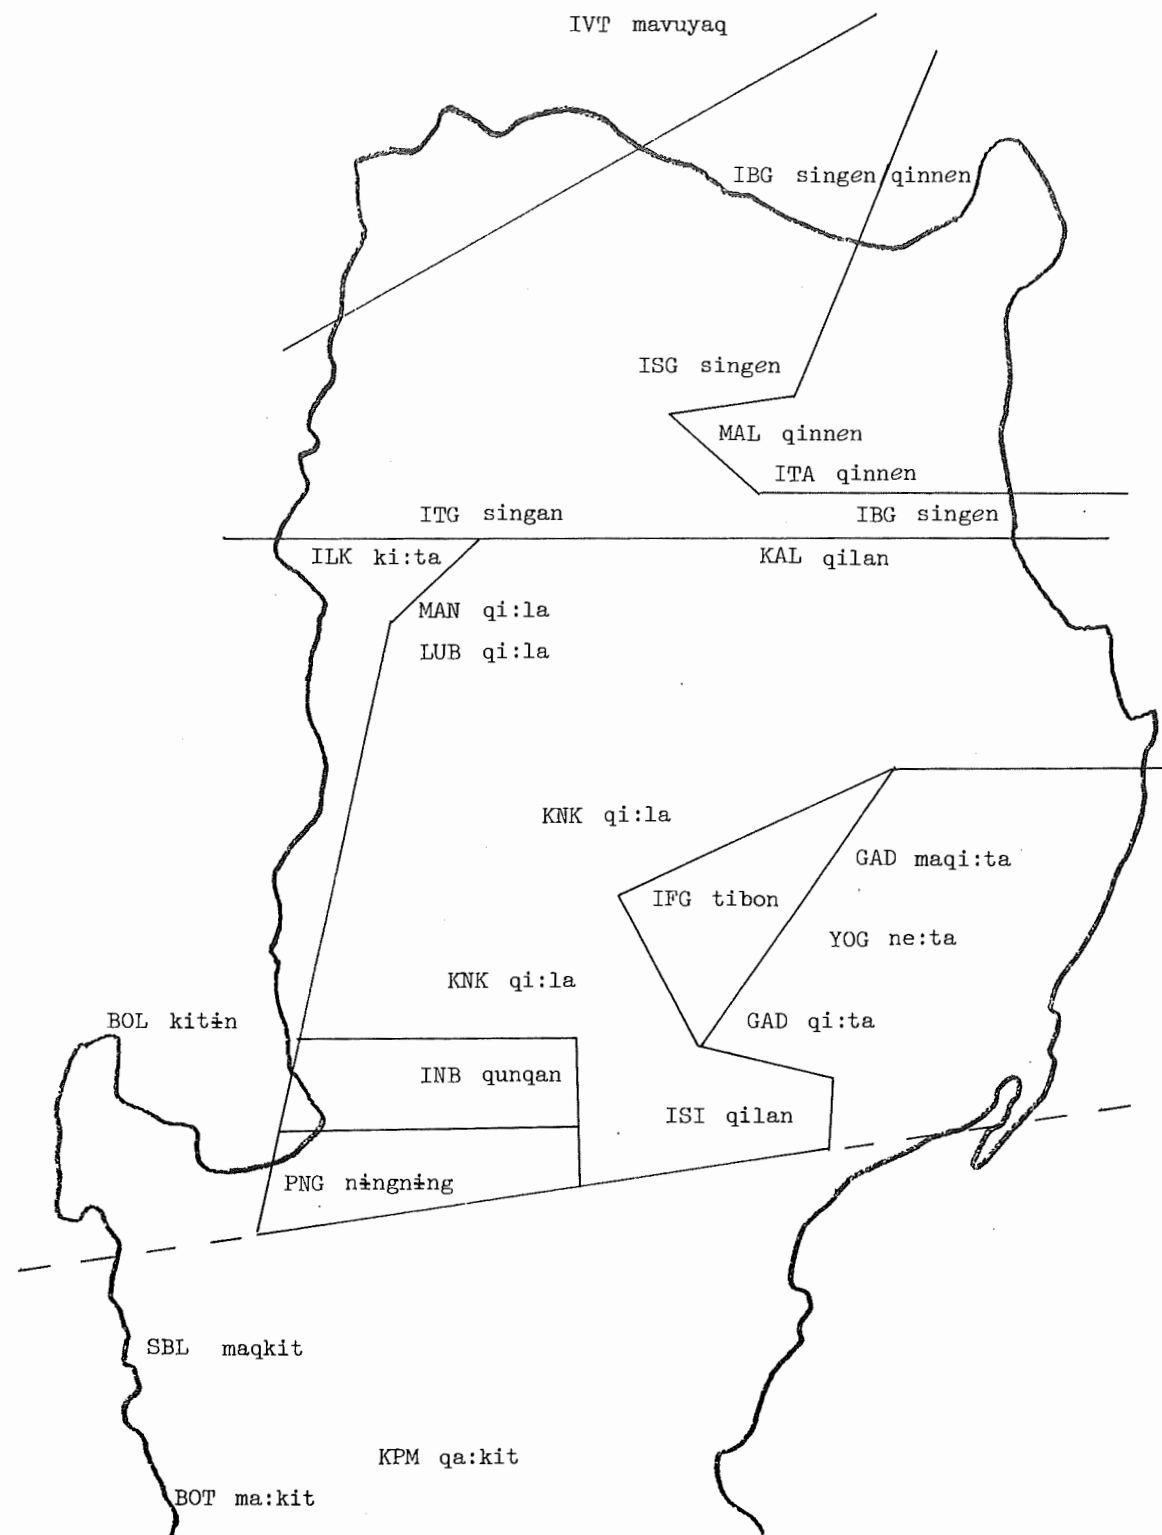 IVT mavuyaq
IBG singen/qinnen
ISG singen
MAL qinnen
ITA qinnen
ITG singan
IBG singen
ILK ki:ta
KAL qilan
MAN qi:la
LUB qi:la
KNK qi:la
GAD maqi:ta
IFG tibon
YOG ne:ta
KNK qi:la
BOL kitɨn
GAD qi:ta
INB qunqan
ISI qilan
PNG nɨngnɨng
SBL maqkit
KPM qa:kit
BOT ma:kit